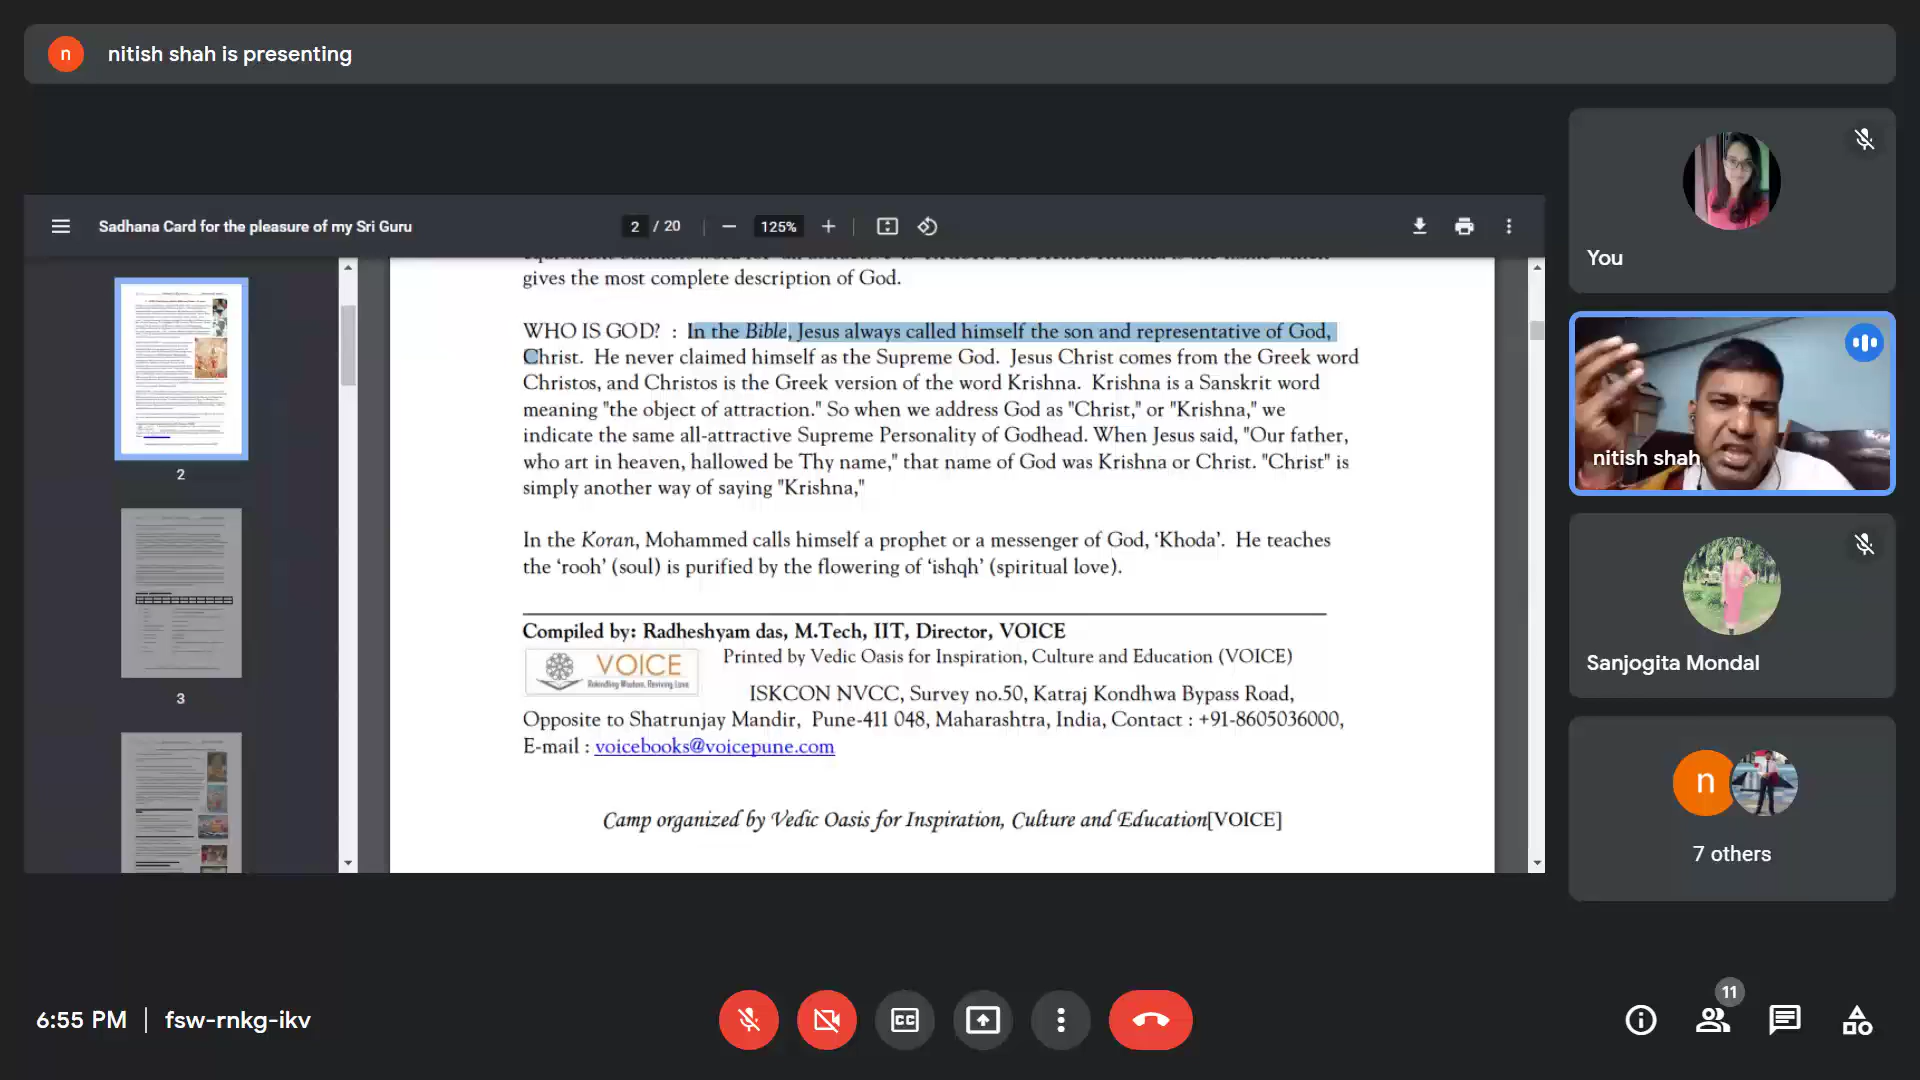 n
nitish shah is presenting
Sadhana Card for the pleasure of my Sri Guru
2 / 20
125%
gives the most complete description of God.
WHO IS GOD? : In the Bible, Jesus always called himself the son and representative of God,
Christ. He never claimed himself as the Supreme God. Jesus Christ comes from the Greek word
Christos, and Christos is the Greek version of the word Krishna. Krishna is a Sanskrit word
meaning "the object of attraction." So when we address God as "Christ," or "Krishna," we
indicate the same all-attractive Supreme Personality of Godhead. When Jesus said, "Our father,
who art in heaven, hallowed be Thy name," that name of God was Krishna or Christ. "Christ" is
simply another way of saying "Krishna,"
In the Koran, Mohammed calls himself a prophet or a messenger of God, ‘Khoda’. He teaches
the ‘rooh’ (soul) is purified by the flowering of ‘ishqh’ (spiritual love).
Compiled by: Radheshyam das, M.Tech, IIT, Director, VOICE
VOICE
Rekindling Wisdom, Reviving Love
Printed by Vedic Oasis for Inspiration, Culture and Education (VOICE)
ISKCON NVCC, Survey no.50, Katraj Kondhwa Bypass Road,
Opposite to Shatrunjay Mandir, Pune-411 048, Maharashtra, India, Contact : +91-8605036000,
E-mail : voicebooks@voicepune.com
Camp organized by Vedic Oasis for Inspiration, Culture and Education[VOICE]
2
3
You
nitish shah
Sanjogita Mondal
n
7 others
6:55 PM | fsw-rnkg-ikv
CC
11